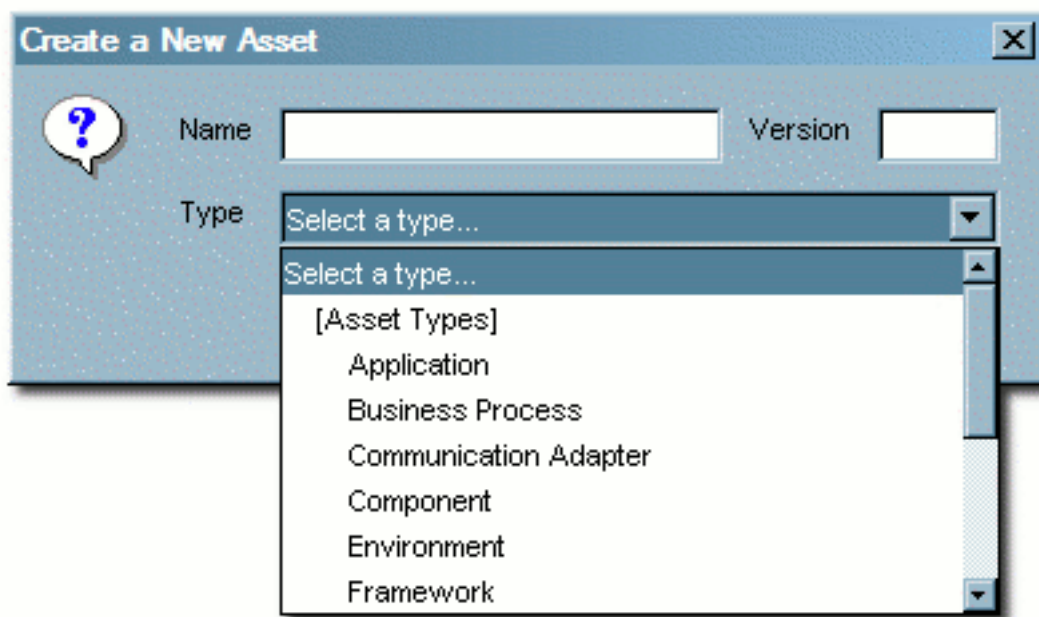 Create a New Asset
?
Name
Version
Type
Select a type...
Select a type...
[Asset Types]
Application
Business Process
Communication Adapter
Component
Environment
Framework